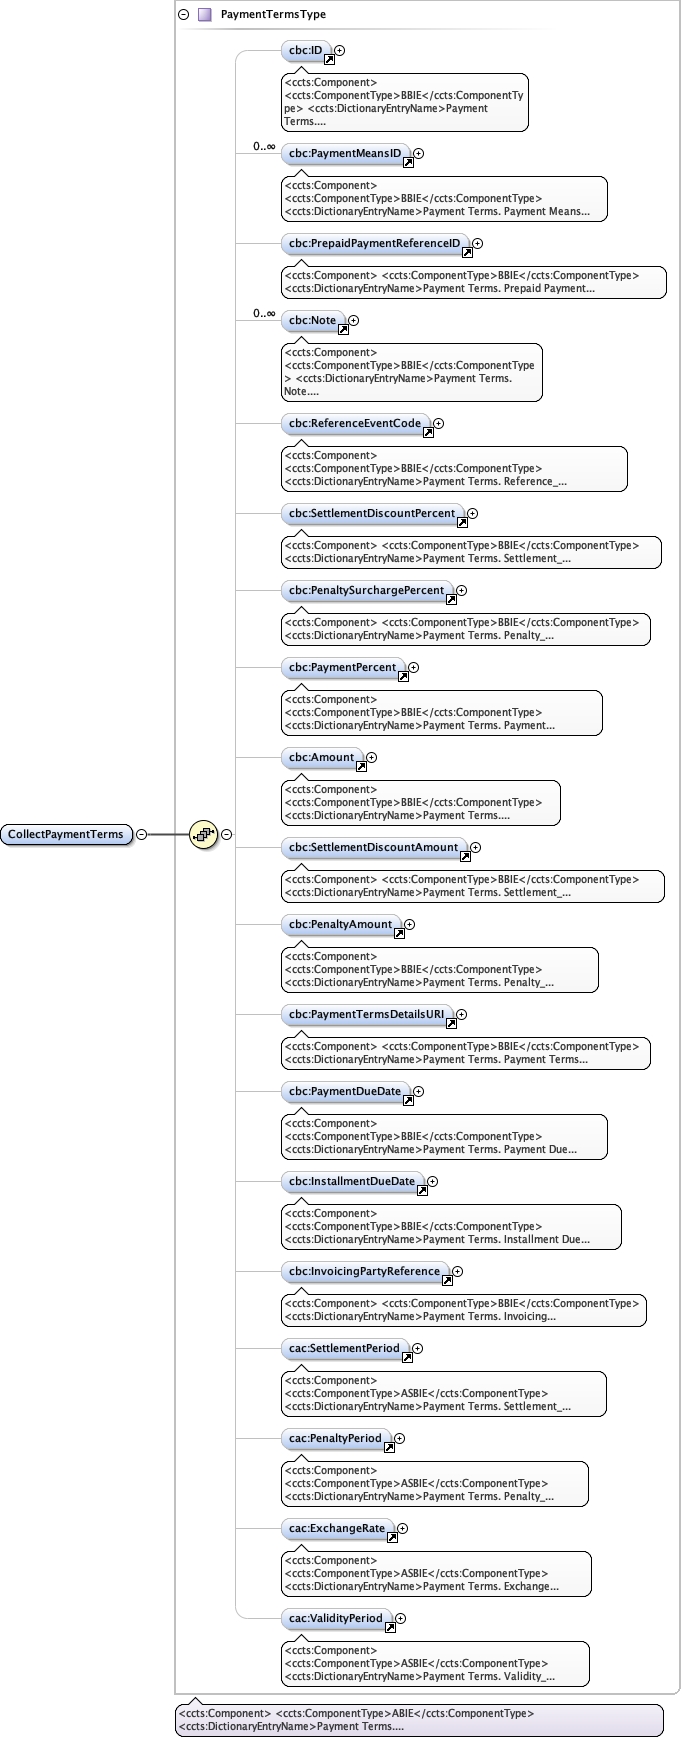 PaymentTermsType
cbc:ID
<ccts:Component>
<ccts:ComponentType>BBIE</ccts:ComponentTy
pe> <ccts:DictionaryEntryName>Payment
Terms....
0..∞
cbc:PaymentMeansID
<ccts:Component>
<ccts:ComponentType>BBIE</ccts:ComponentType>
<ccts:DictionaryEntryName>Payment Terms. Payment Means...
cbc:PrepaidPaymentReferenceID
<ccts:Component> <ccts:ComponentType>BBIE</ccts:ComponentType>
<ccts:DictionaryEntryName>Payment Terms. Prepaid Payment...
0..∞
cbc:Note
<ccts:Component>
<ccts:ComponentType>BBIE</ccts:ComponentType
> <ccts:DictionaryEntryName>Payment Terms.
Note....
cbc:ReferenceEventCode
<ccts:Component>
<ccts:ComponentType>BBIE</ccts:ComponentType>
<ccts:DictionaryEntryName>Payment Terms. Reference_...
cbc:SettlementDiscountPercent
<ccts:Component> <ccts:ComponentType>BBIE</ccts:ComponentType>
<ccts:DictionaryEntryName>Payment Terms. Settlement_...
cbc:PenaltySurchargePercent
<ccts:Component> <ccts:ComponentType>BBIE</ccts:ComponentType>
<ccts:DictionaryEntryName>Payment Terms. Penalty_...
cbc:PaymentPercent
<ccts:Component>
<ccts:ComponentType>BBIE</ccts:ComponentType>
<ccts:DictionaryEntryName>Payment Terms. Payment...
cbc:Amount
<ccts:Component>
<ccts:ComponentType>BBIE</ccts:ComponentType>
<ccts:DictionaryEntryName>Payment Terms....
CollectPaymentTerms
cbc:SettlementDiscountAmount
<ccts:Component> <ccts:ComponentType>BBIE</ccts:ComponentType>
<ccts:DictionaryEntryName>Payment Terms. Settlement_...
cbc:PenaltyAmount
<ccts:Component>
<ccts:ComponentType>BBIE</ccts:ComponentType>
<ccts:DictionaryEntryName>Payment Terms. Penalty_...
cbc:PaymentTermsDetailsURI
<ccts:Component> <ccts:ComponentType>BBIE</ccts:ComponentType>
<ccts:DictionaryEntryName>Payment Terms. Payment Terms...
cbc:PaymentDueDate
<ccts:Component>
<ccts:ComponentType>BBIE</ccts:ComponentType>
<ccts:DictionaryEntryName>Payment Terms. Payment Due...
cbc:InstallmentDueDate
<ccts:Component>
<ccts:ComponentType>BBIE</ccts:ComponentType>
<ccts:DictionaryEntryName>Payment Terms. Installment Due...
cbc:InvoicingPartyReference
<ccts:Component> <ccts:ComponentType>BBIE</ccts:ComponentType>
<ccts:DictionaryEntryName>Payment Terms. Invoicing...
cac:SettlementPeriod
<ccts:Component>
<ccts:ComponentType>ASBIE</ccts:ComponentType>
<ccts:DictionaryEntryName>Payment Terms. Settlement_...
cac:PenaltyPeriod
<ccts:Component>
<ccts:ComponentType>ASBIE</ccts:ComponentType>
<ccts:DictionaryEntryName>Payment Terms. Penalty_...
cac:ExchangeRate
<ccts:Component>
<ccts:ComponentType>ASBIE</ccts:ComponentType>
<ccts:DictionaryEntryName>Payment Terms. Exchange...
cac:ValidityPeriod
<ccts:Component>
<ccts:ComponentType>ASBIE</ccts:ComponentType>
<ccts:DictionaryEntryName>Payment Terms. Validity_...
<ccts:Component> <ccts:ComponentType>ABIE</ccts:ComponentType>
<ccts:DictionaryEntryName>Payment Terms....